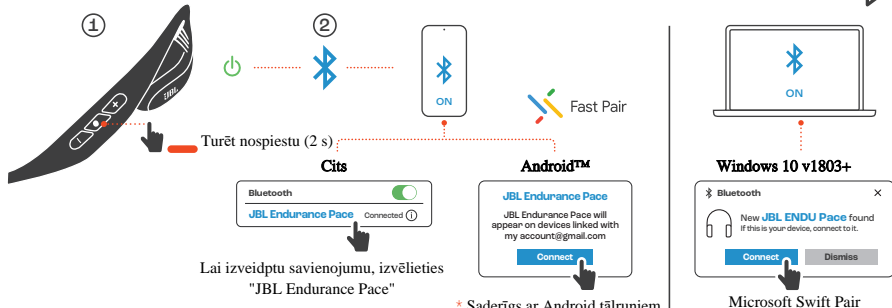 1
2
JBL
ON
ON
Fast Pair
Turēt nospiestu (2 s)
Cits
Android™
Windows 10 v1803+
Bluetooth
JBL Endurance Pace Connected
JBL Endurance Pace
JBL Endurance Pace will
appear on devices linked with
my account@gmail.com
Connect
Bluetooth
New JBL ENDU Pace found
If this is your device, connect to it.
Connect Dismiss
Lai izveidptu savienojumu, izvēlieties
"JBL Endurance Pace"
* Saderīgs ar Android tālruņiem
Microsoft Swift Pair